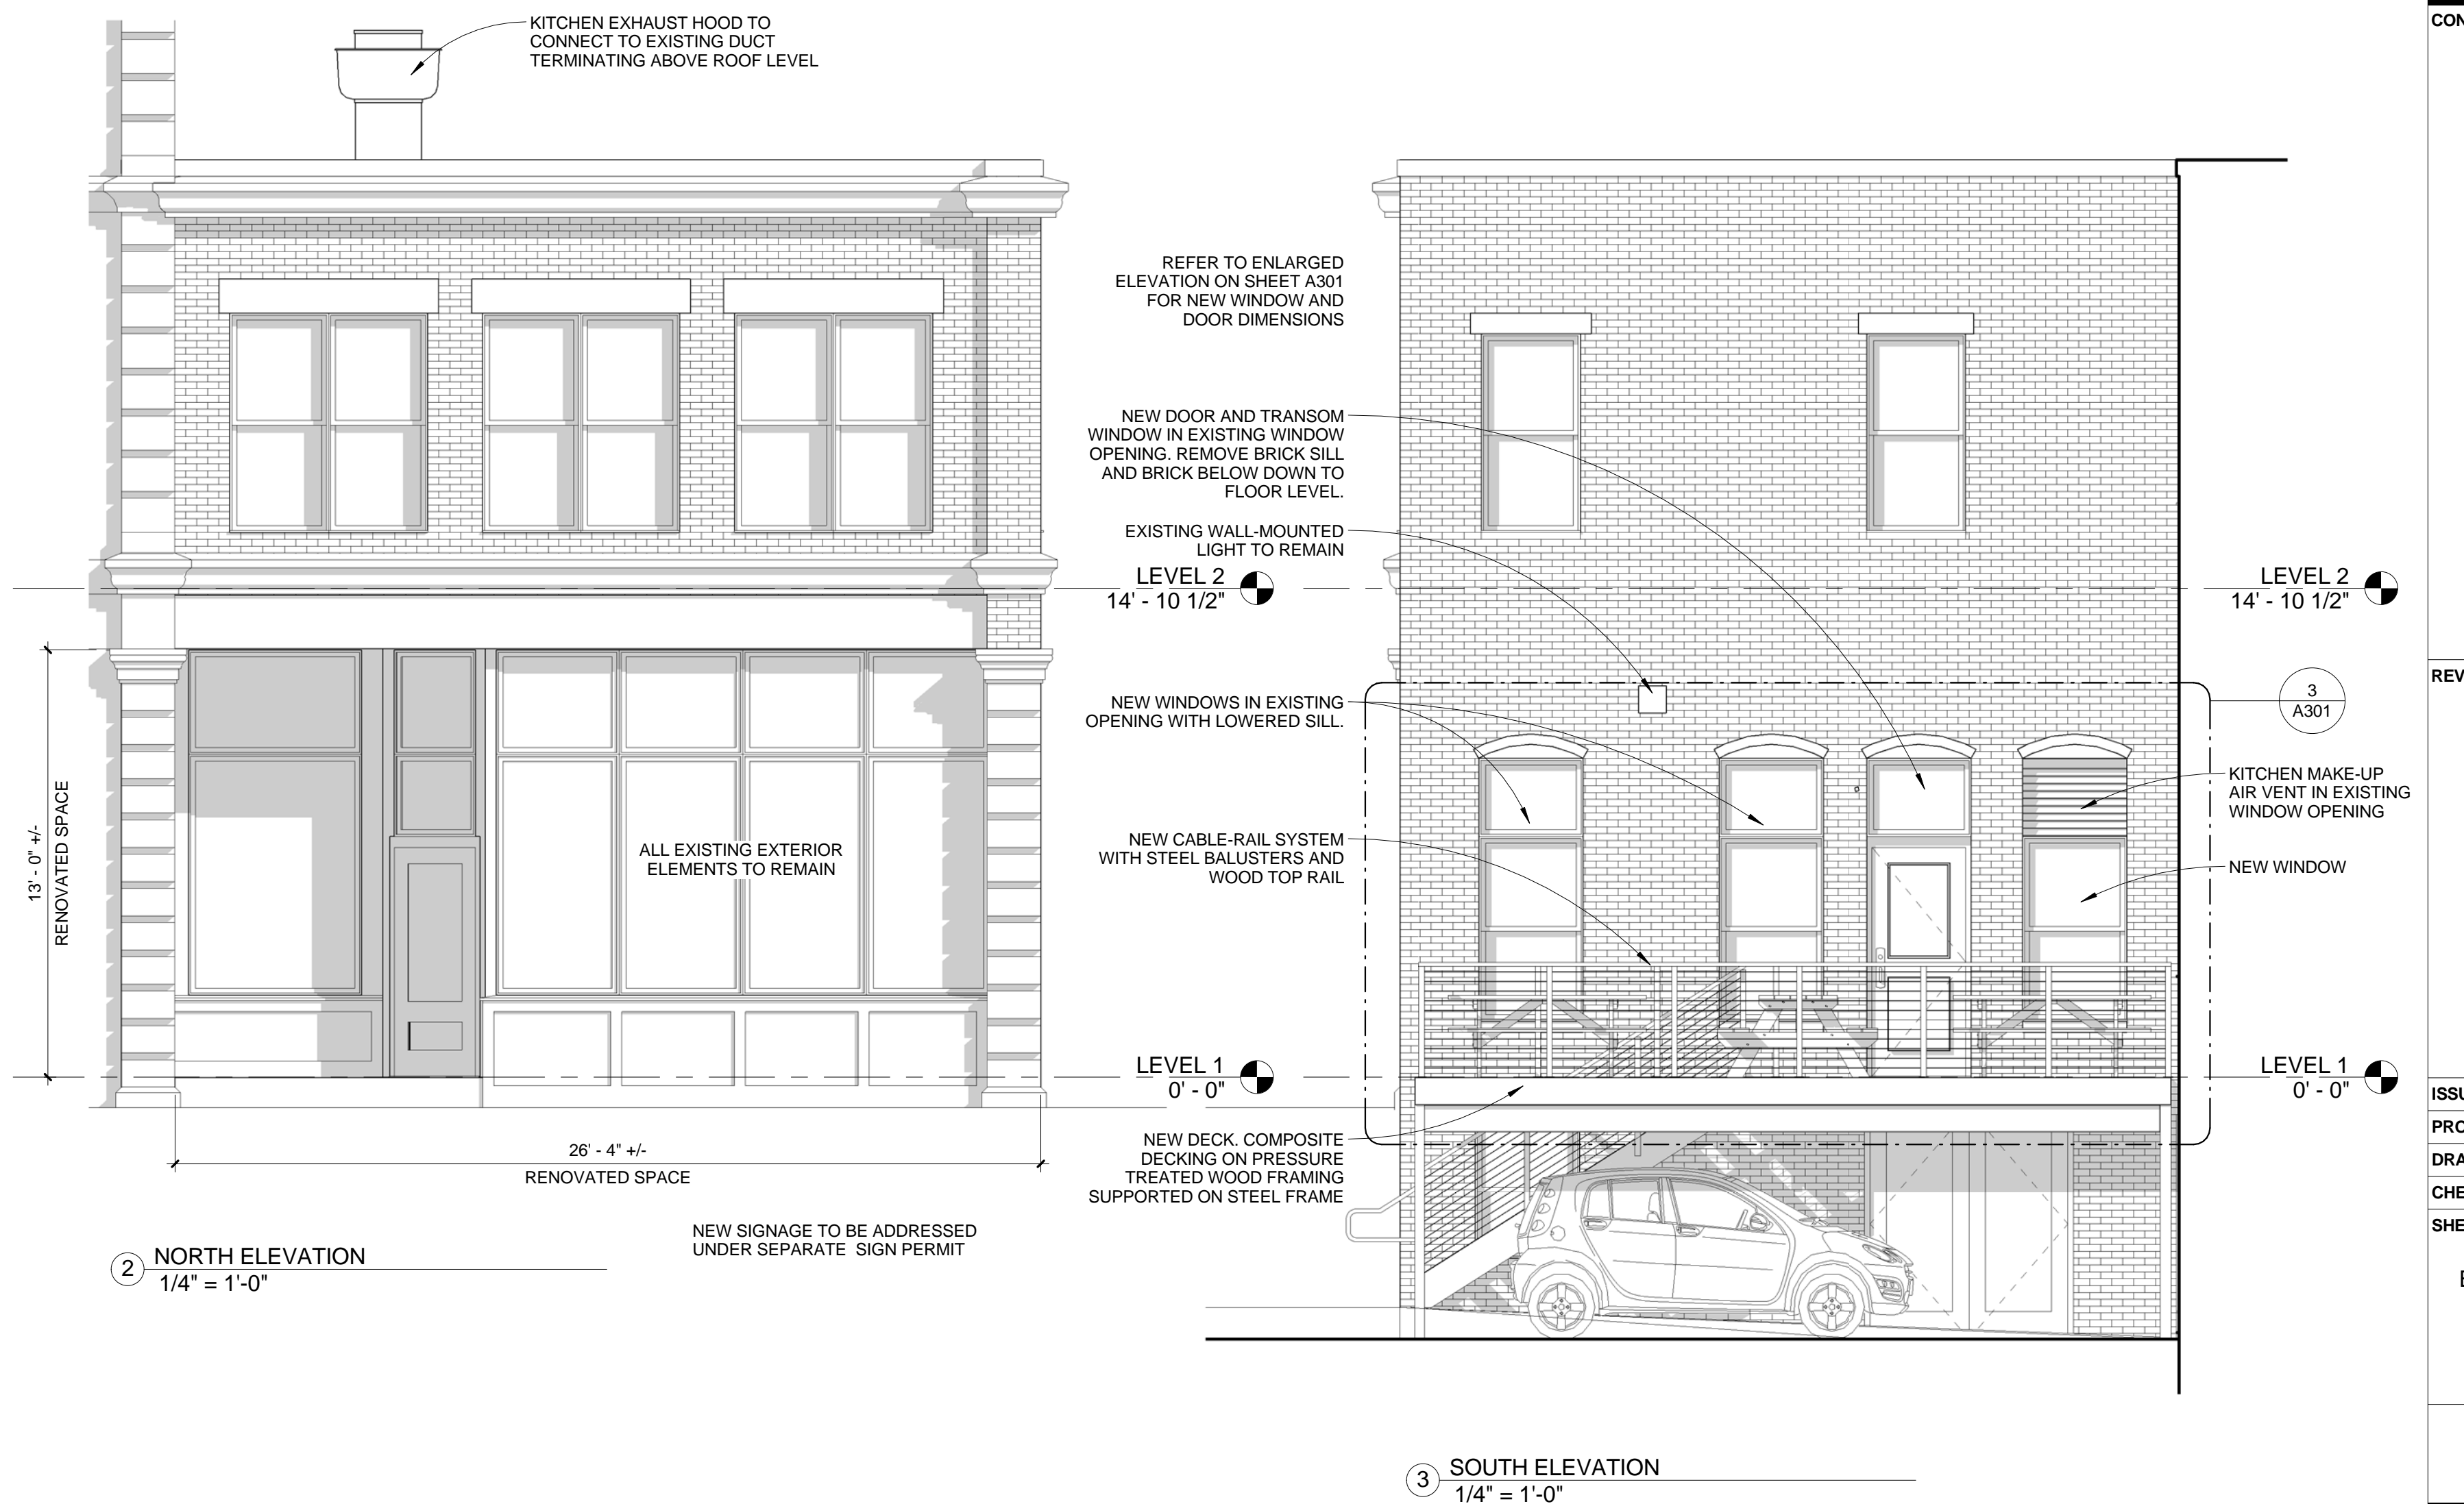 KITCHEN EXHAUST HOOD TO
CONNECT TO EXISTING DUCT
TERMINATING ABOVE ROOF LEVEL
ALL EXISTING EXTERIOR
ELEMENTS TO REMAIN
13' - 0" +/-
RENOVATED SPACE
26' - 4" +/-
RENOVATED SPACE
LEVEL 2
14' - 10 1/2"
LEVEL 1
0' - 0"
2
NORTH ELEVATION
1/4" = 1'-0"
NEW SIGNAGE TO BE ADDRESSED
UNDER SEPARATE SIGN PERMIT
REFER TO ENLARGED
ELEVATION ON SHEET A301
FOR NEW WINDOW AND
DOOR DIMENSIONS
NEW DOOR AND TRANSOM
WINDOW IN EXISTING WINDOW
OPENING. REMOVE BRICK SILL
AND BRICK BELOW DOWN TO
FLOOR LEVEL.
EXISTING WALL-MOUNTED
LIGHT TO REMAIN
NEW WINDOWS IN EXISTING
OPENING WITH LOWERED SILL.
NEW CABLE-RAIL SYSTEM
WITH STEEL BALUSTERS AND
WOOD TOP RAIL
NEW DECK. COMPOSITE
DECKING ON PRESSURE
TREATED WOOD FRAMING
SUPPORTED ON STEEL FRAME
LEVEL 2
14' - 10 1/2"
3
A301
KITCHEN MAKE-UP
AIR VENT IN EXISTING
WINDOW OPENING
NEW WINDOW
LEVEL 1
0' - 0"
3
SOUTH ELEVATION
1/4" = 1'-0"
CON
REV
ISSU
PRO
DRA
CHE
SHE